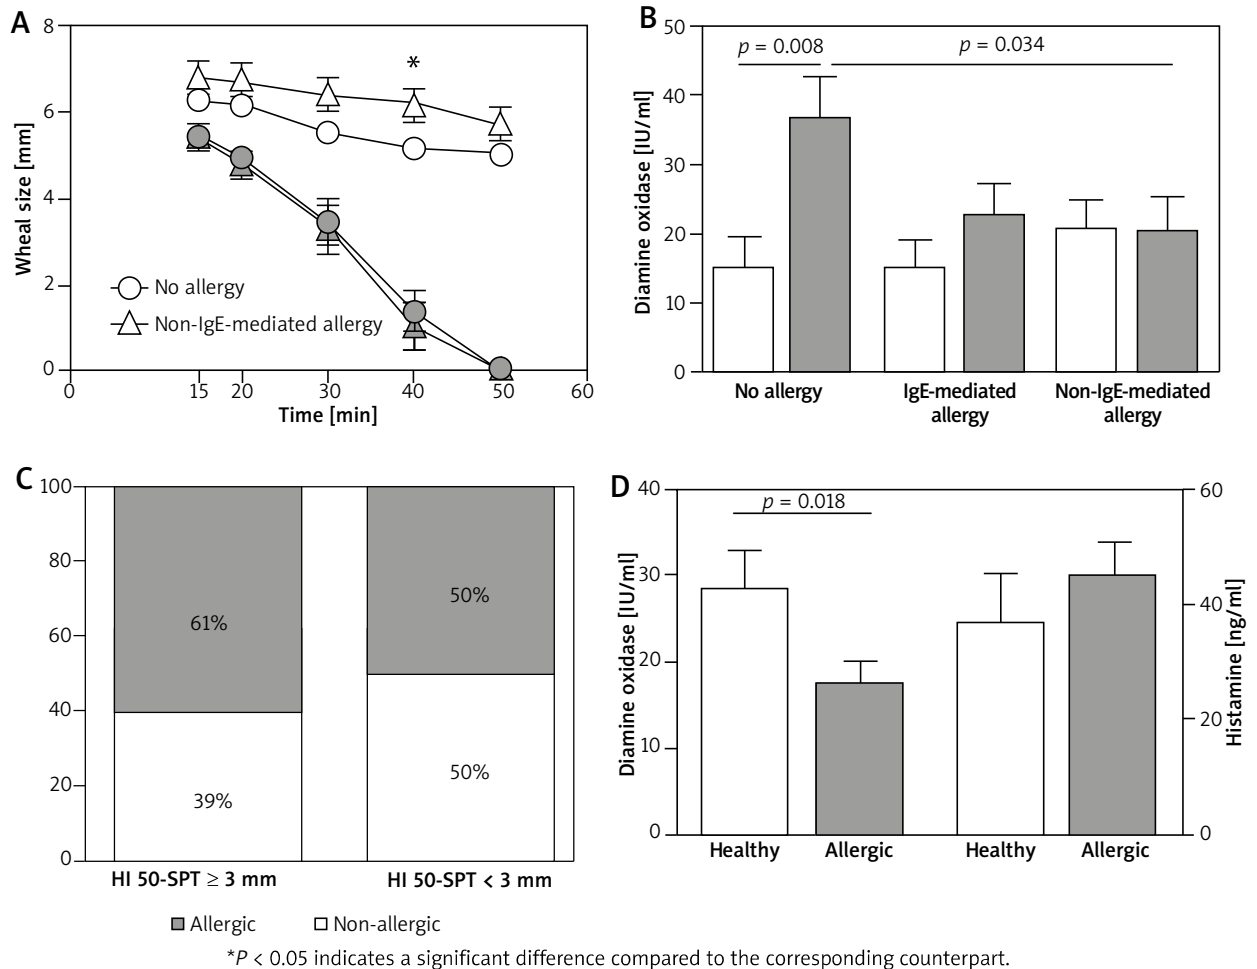 A
8
6
4
2
0
Wheal size [mm]
*
No allergy
Non-IgE-mediated allergy
0 15 20 30 40 50 60
Time [min]
B
50
40
30
20
10
0
Diamine oxidase [IU/ml]
p = 0.008
p = 0.034
No allergy
IgE-mediated
allergy
Non-IgE-mediated
allergy
C
100
80
60
40
20
0
61%
39%
50%
50%
HI 50-SPT ≥ 3 mm
HI 50-SPT < 3 mm
Allergic
Non-allergic
D
40
30
20
10
0
Diamine oxidase [IU/ml]
p = 0.018
60
40
20
0
Histamine [ng/ml]
Healthy
Allergic
Healthy
Allergic
*P < 0.05 indicates a significant difference compared to the corresponding counterpart.